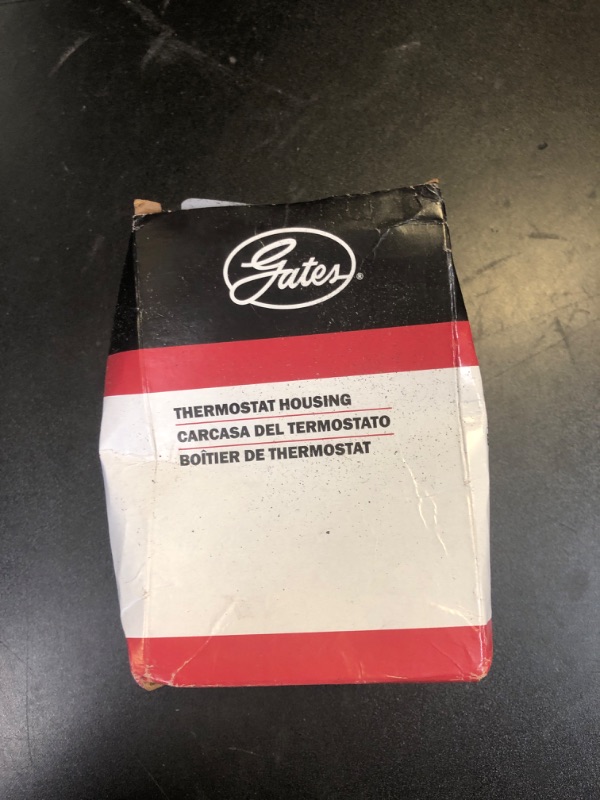 Gates®
THERMOSTAT HOUSING
CARCASA DEL TERMOSTATO
BOÎTIER DE THERMOSTAT